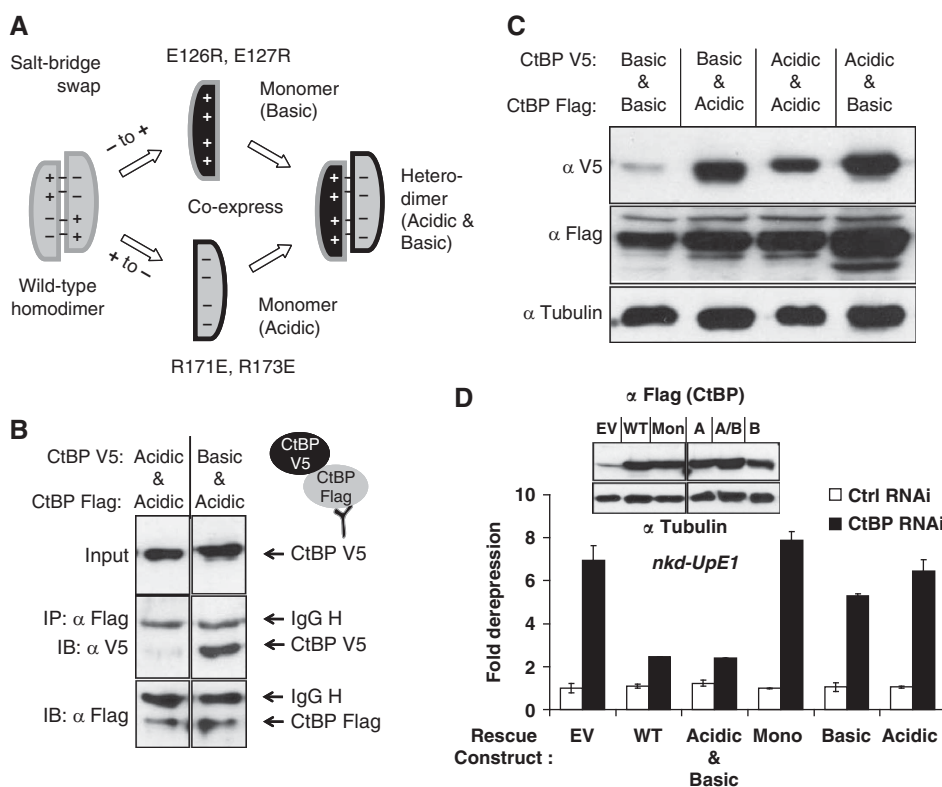 A
Salt-bridge
swap
E126R, E127R
Monomer
(Basic)
– to +
+ to –
Co-express
Wild-type
homodimer
Monomer
(Acidic)
R171E, R173E
Hetero-
dimer
(Acidic &
Basic)
B
CtBP V5: Acidic Basic
& &
CtBP Flag: Acidic Acidic
CtBP
V5
CtBP
Flag
Input
CtBP V5
IP: α Flag
IB: α V5
IgG H
CtBP V5
IB: α Flag
IgG H
CtBP Flag
C
CtBP V5: Basic Basic Acidic Acidic
& & & &
CtBP Flag: Basic Acidic Acidic Basic
α V5
α Flag
α Tubulin
D
α Flag (CtBP)
EV WT Mon A A/B B
α Tubulin
nkd-UpE1
Ctrl RNAi
CtBP RNAi
Fold derepression
10
8
6
4
2
0
Rescue
Construct :
EV WT Acidic
&
Basic
Mono Basic Acidic